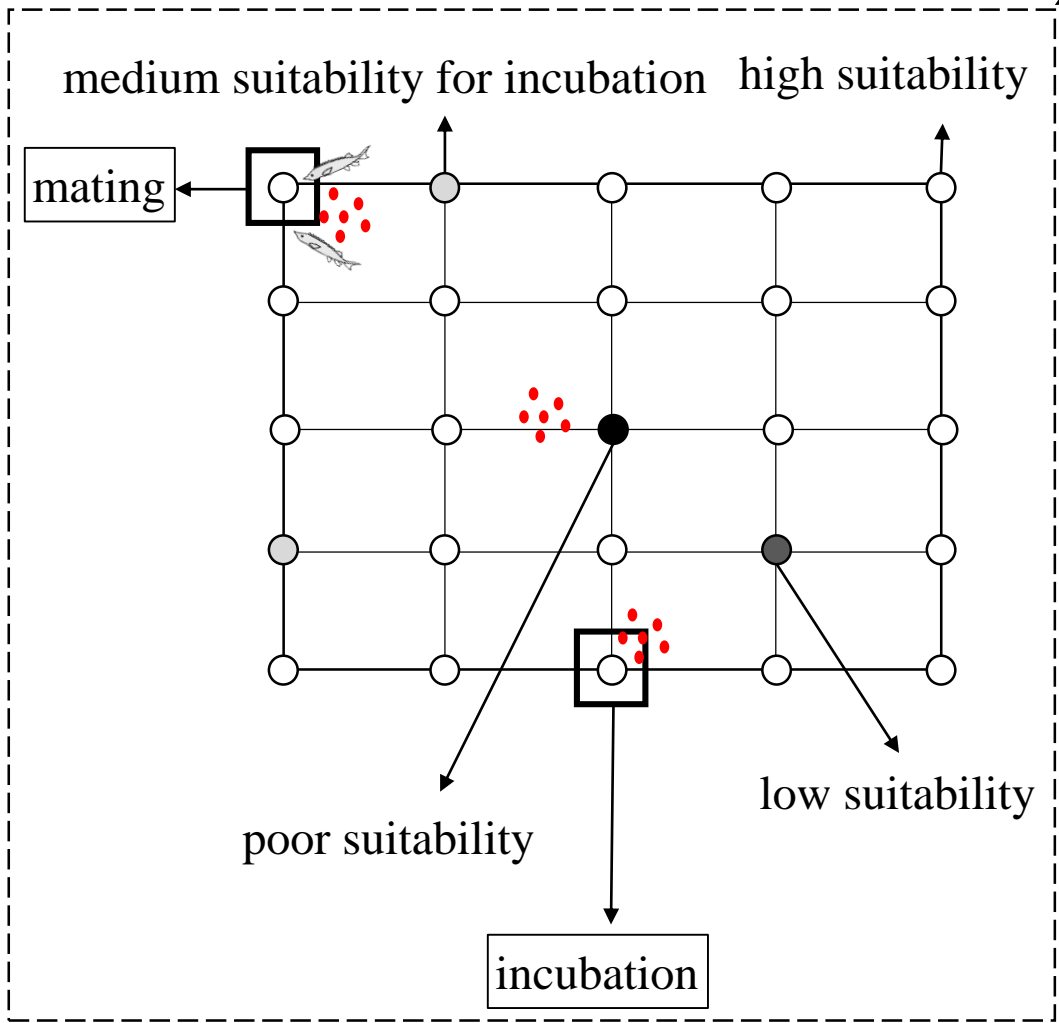 medium suitability for incubation
high suitability
mating
low suitability
poor suitability
incubation